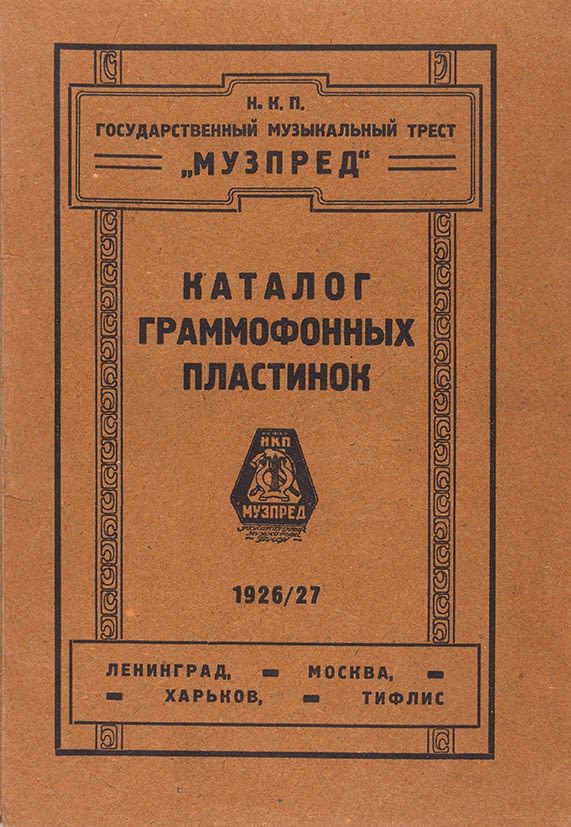 Н. К. П.
ГОСУДАРСТВЕННЫЙ МУЗЫКАЛЬНЫЙ ТРЕСТ
„МУЗПРЕД“
КАТАЛОГ
ГРАММОФОННЫХ
ПЛАСТИНОК
НКП
МУЗПРЕД
1926/27
ЛЕНИНГРАД, — МОСКВА, —
— ХАРЬКОВ, — ТИФЛИС